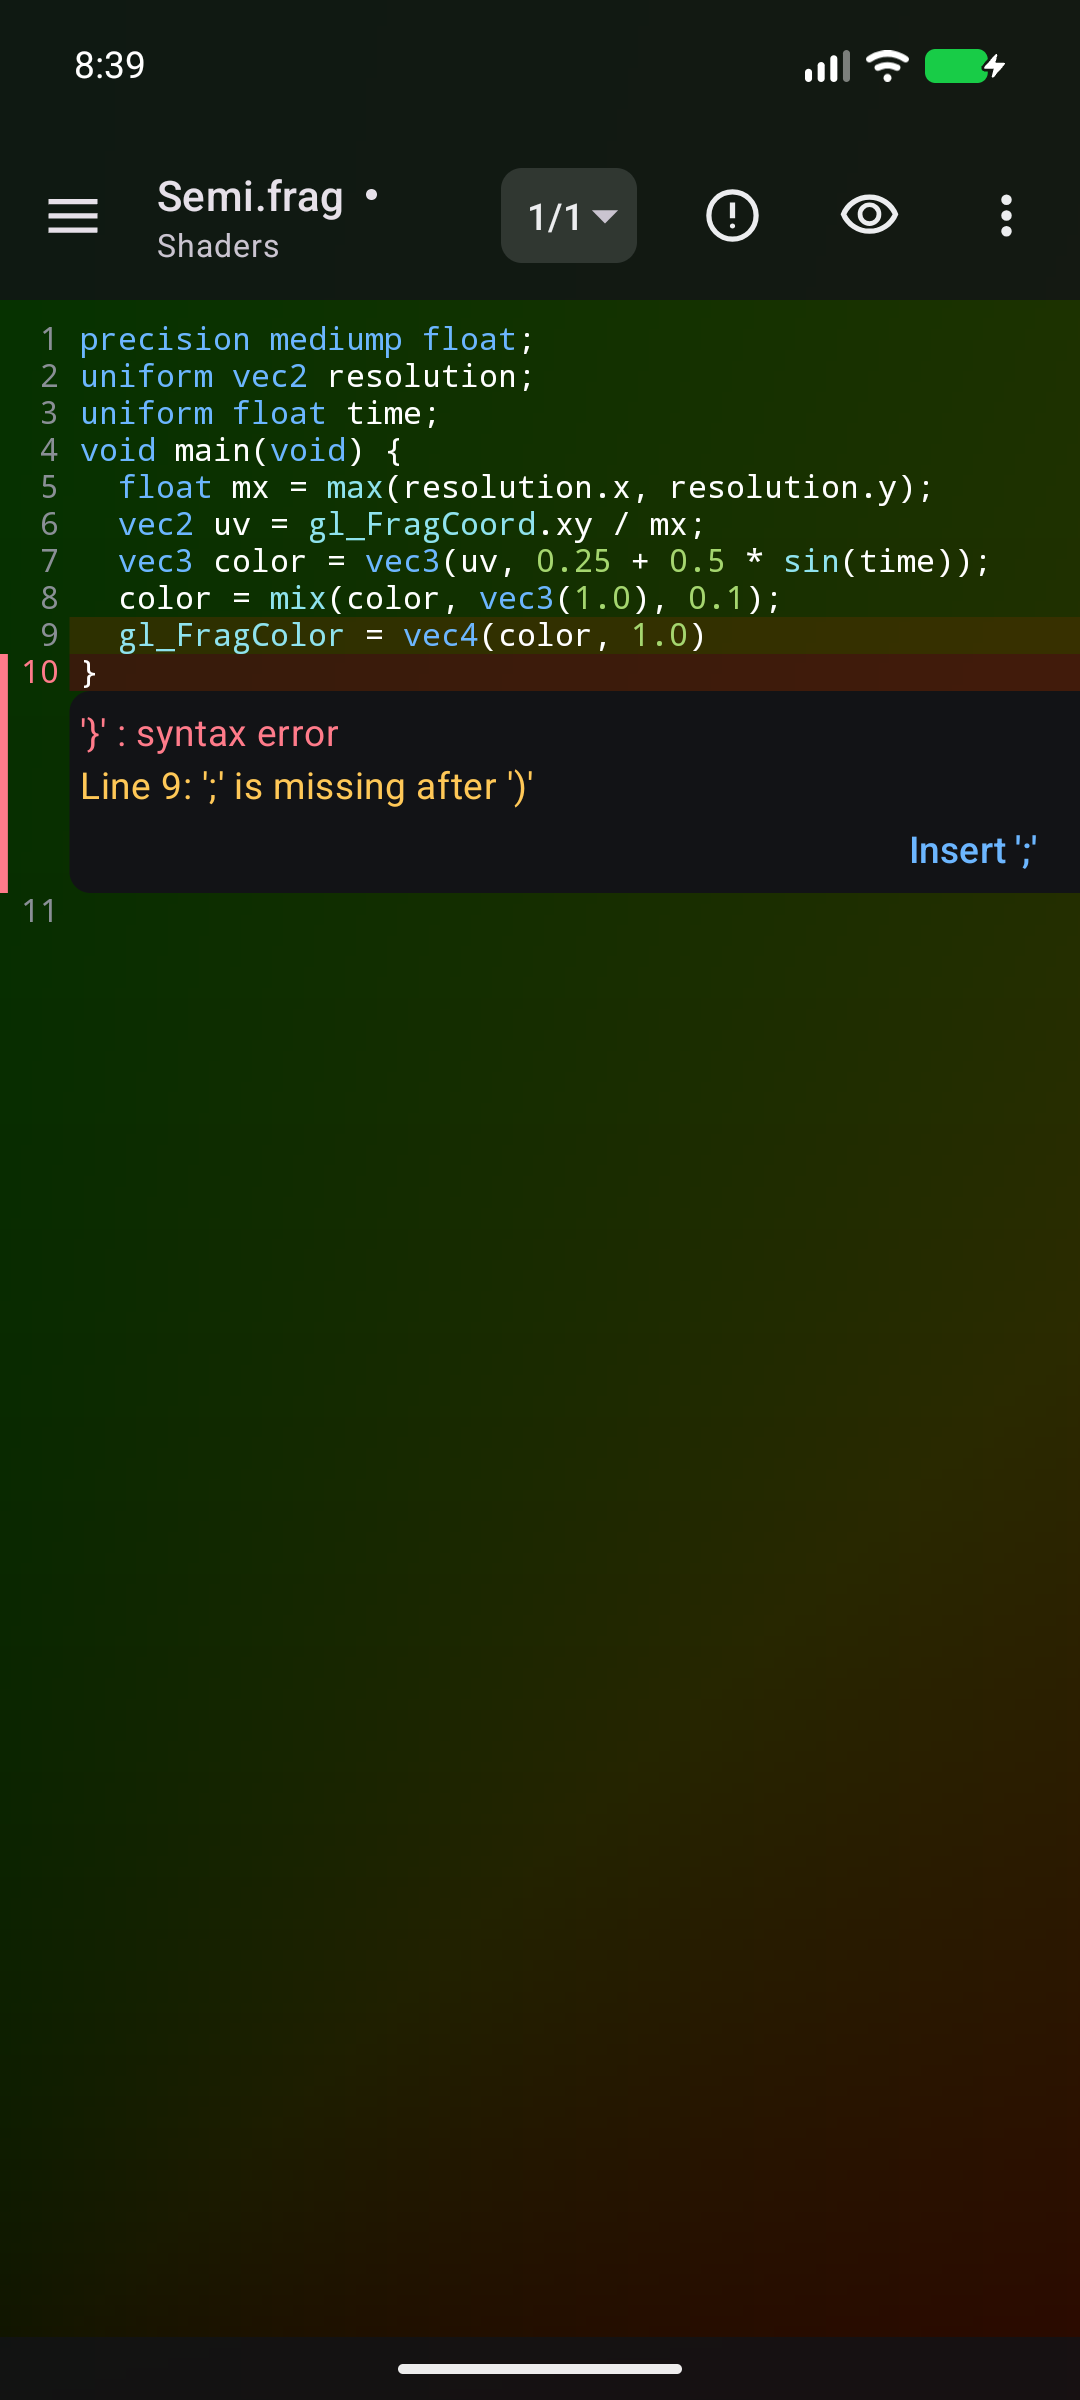 8:39
Semi.frag •
Shaders
1/1
1 precision mediump float;
2 uniform vec2 resolution;
3 uniform float time;
4 void main(void) {
5   float mx = max(resolution.x, resolution.y);
6   vec2 uv = gl_FragCoord.xy / mx;
7   vec3 color = vec3(uv, 0.25 + 0.5 * sin(time));
8   color = mix(color, vec3(1.0), 0.1);
9   gl_FragColor = vec4(color, 1.0)
10 }
'}' : syntax error
Line 9: ';' is missing after ')'
Insert ';'
11